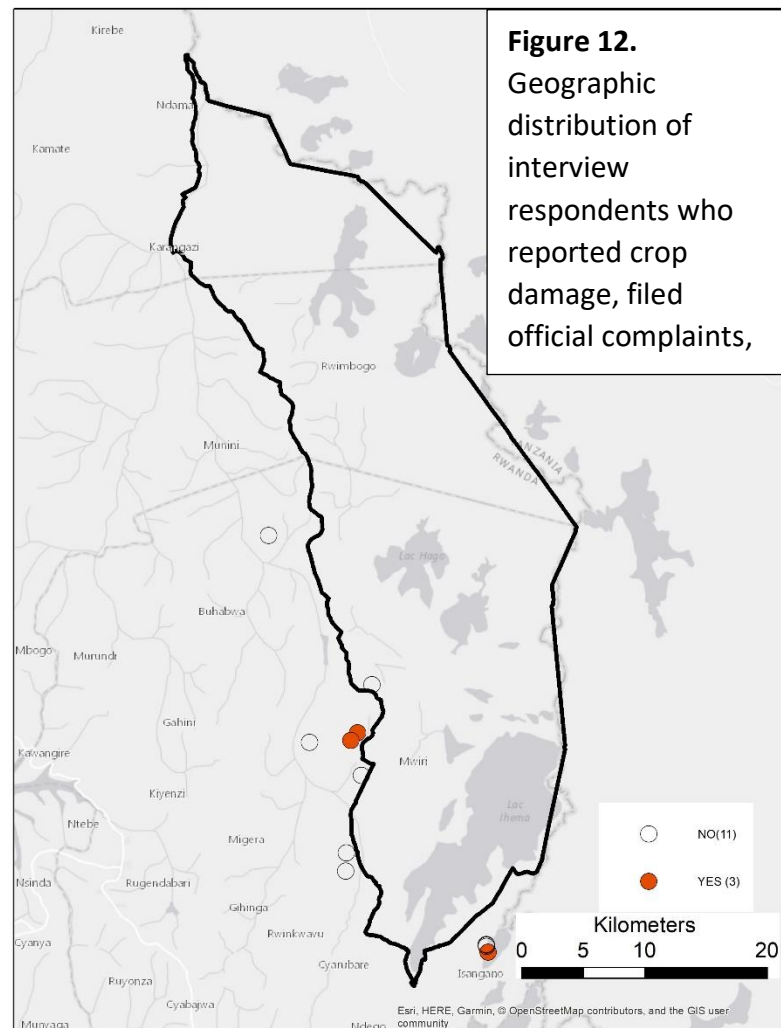 Figure 12.
Geographic
distribution of
interview
respondents who
reported crop
damage, filed
official complaints,
Kirebe
Ndama
Kamate
Karangazi
Rwimbogo
Munini
TANZANIA
RWANDA
Lac Hago
Buhabwa
Mbogo
Murundi
Gahini
Kawangire
Mwiri
Kiyenzi
Lac
Ihema
Ntebe
Migera
NO(11)
Nsinda
Rugendabari
YES (3)
Gihinga
Rwinkwavu
Kilometers
Cyanya
Cyarubare
0 5 10 20
Isangano
Ruyonza
Cyabajwa
Esri, HERE, Garmin, © OpenStreetMap contributors, and the GIS user
community
Munyaga
Ndego